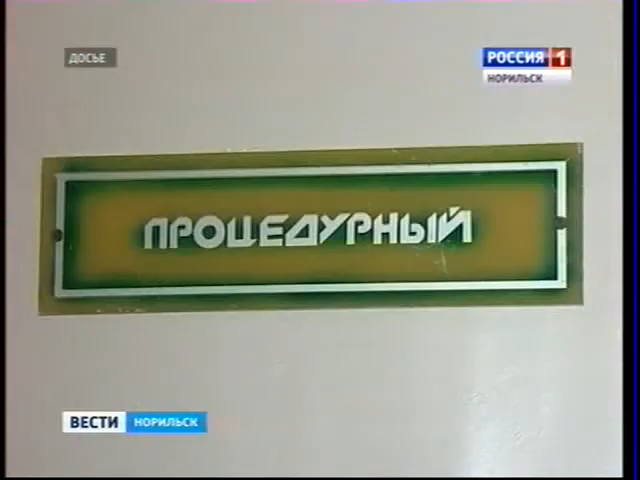 ДОСЬЕ
РОССИЯ 1
НОРИЛЬСК
ПРОЦЕДУРНЫЙ
ВЕСТИ НОРИЛЬСК